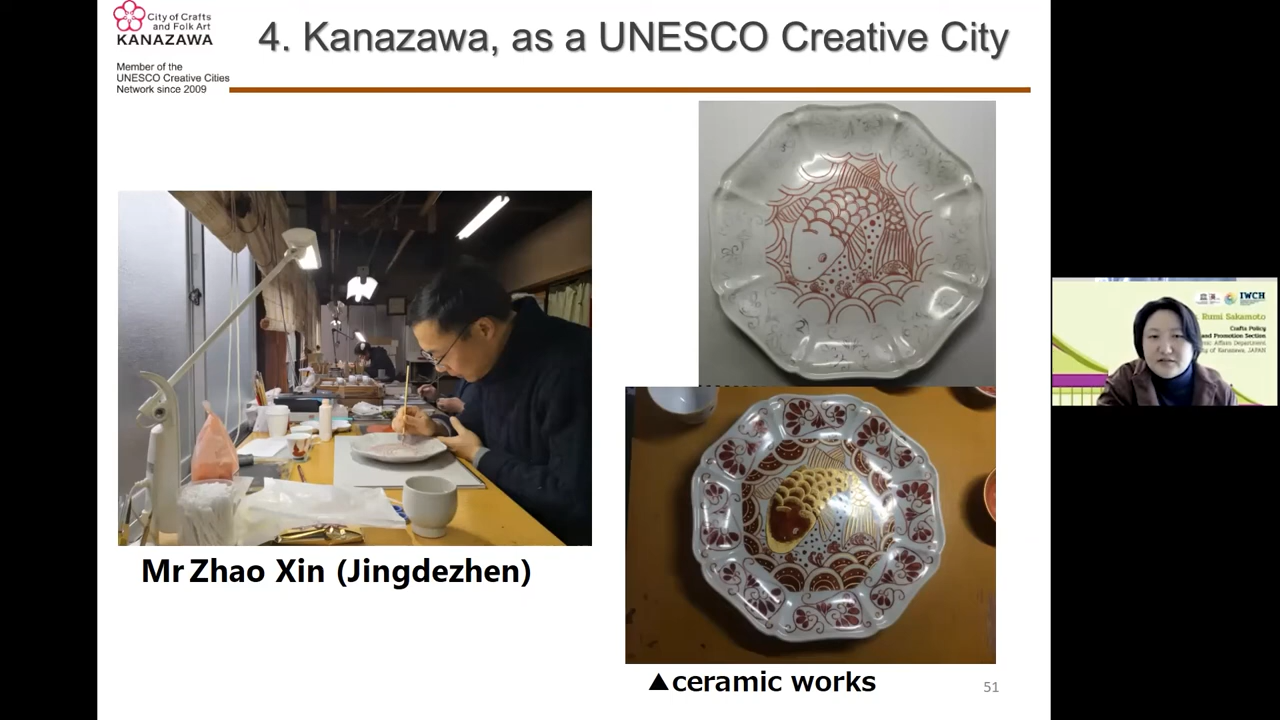 City of Crafts
and Folk Art
KANAZAWA
Member of the
UNESCO Creative Cities
Network since 2009
4. Kanazawa, as a UNESCO Creative City
Mr Zhao Xin (Jingdezhen)
▲ceramic works
51
IWCH
Rumi Sakamoto
Crafts Policy
and Promotion Section
Affairs Department
City of Kanazawa, JAPAN